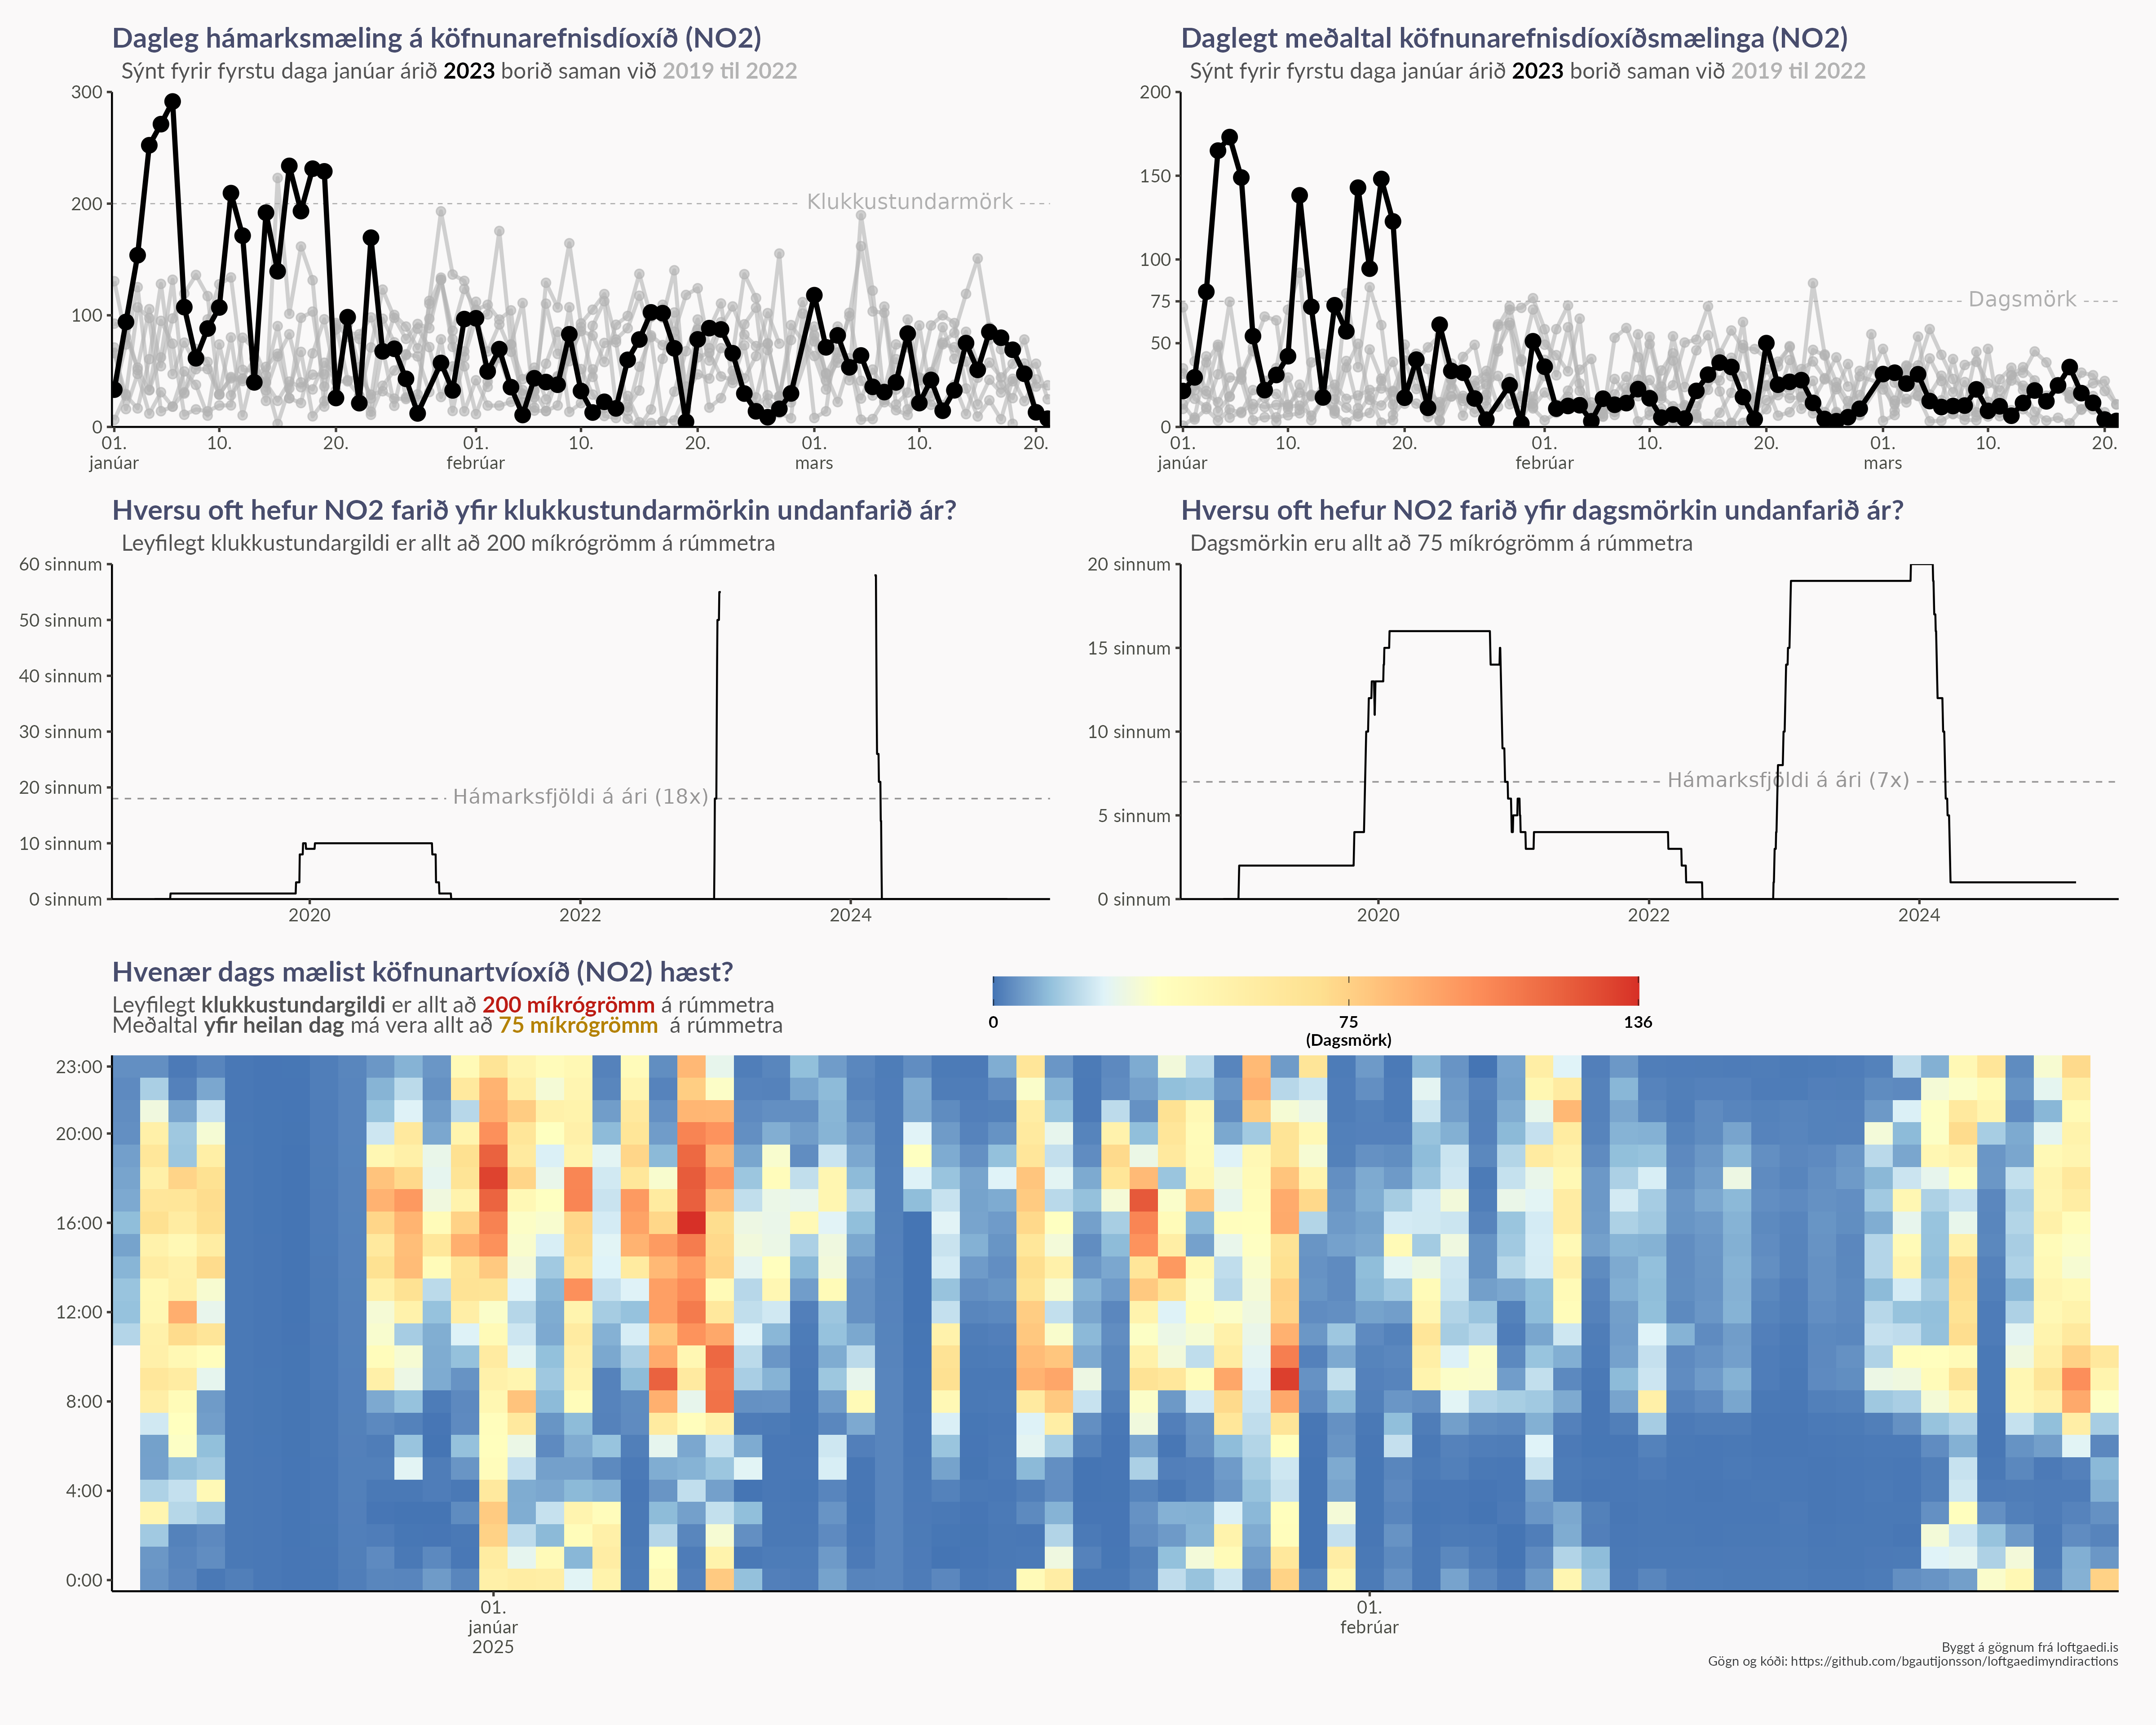 Dagleg hámarksmæling á köfnunarefnisdíoxíð (NO2)
Sýnt fyrir fyrstu daga janúar árið 2023 borið saman við 2019 til 2022
300
200
100
0
Klukkustundarmörk
01. 10. 20. 01. 10. 20. 01. 10. 20.
janúar febrúar mars
Daglegt meðaltal köfnunarefnisdíoxíðsmælinga (NO2)
Sýnt fyrir fyrstu daga janúar árið 2023 borið saman við 2019 til 2022
200
150
100
75
50
0
Dagsmörk
01. 10. 20. 01. 10. 20. 01. 10. 20.
janúar febrúar mars
Hversu oft hefur NO2 farið yfir klukkustundarmörkin undanfarið ár?
Leyfilegt klukkustundargildi er allt að 200 míkrógrömm á rúmmetra
60 sinnum
50 sinnum
40 sinnum
30 sinnum
20 sinnum
10 sinnum
0 sinnum
Hámarksfjöldi á ári (18x)
2020 2022 2024
Hversu oft hefur NO2 farið yfir dagsmörkin undanfarið ár?
Dagsmörkin eru allt að 75 míkrógrömm á rúmmetra
20 sinnum
15 sinnum
10 sinnum
5 sinnum
0 sinnum
Hámarksfjöldi á ári (7x)
2020 2022 2024
Hvenær dags mælist köfnunartvíoxíð (NO2) hæst?
Leyfilegt klukkustundargildi er allt að 200 míkrógrömm á rúmmetra
Meðaltal yfir heilan dag má vera allt að 75 míkrógrömm á rúmmetra
0 75 136
(Dagsmörk)
23:00
20:00
16:00
12:00
8:00
4:00
0:00
01. 01.
janúar febrúar
2025
Byggt á gögnum frá loftgaedi.is
Gögn og kóði: https://github.com/bgautijonsson/loftgaedimyndiractions